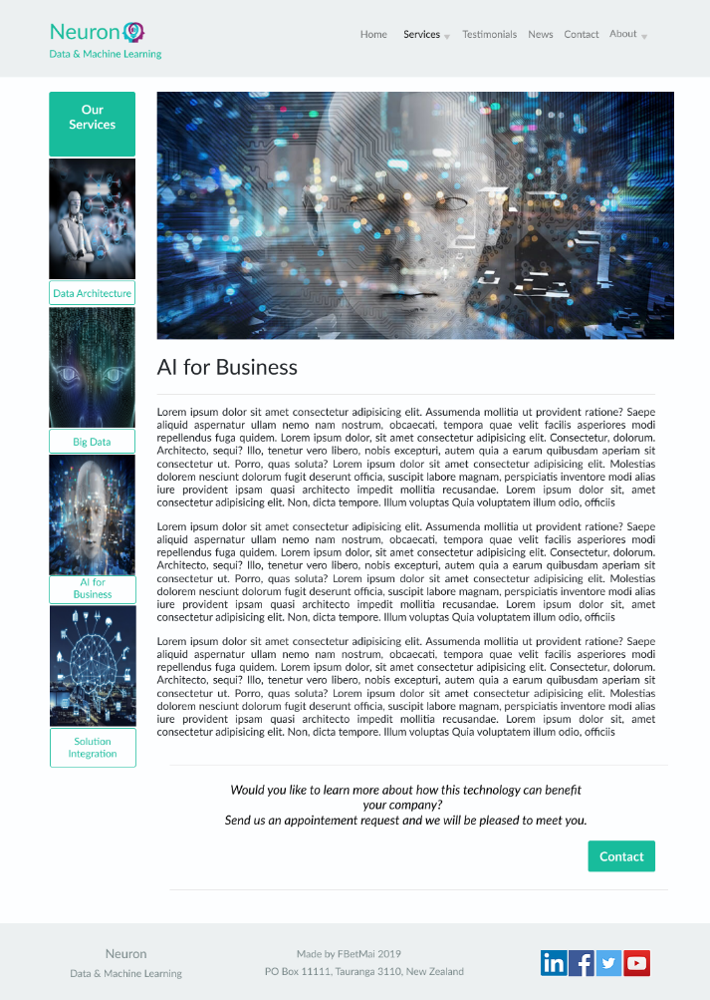 Neuron
Data & Machine Learning
Home Services Testimonials News Contact About
Our
Services
Data Architecture
Big Data
AI for
Business
Solution
Integration
AI for Business
Lorem ipsum dolor sit amet consectetur adipisicing elit. Assumenda mollitia ut provident ratione? Saepe
aliquid aspernatur ullam nemo nam nostrum, obcaecati, tempora quae velit facilis asperiores modi
repellendus fuga quidem. Lorem ipsum dolor, sit amet consectetur adipisicing elit. Consectetur, dolorum.
Architecto, sequi? Illo, tenetur vero libero, nobis excepturi, autem quia a earum quibusdam aperiam sit
consectetur ut. Porro, quas soluta? Lorem ipsum dolor sit amet consectetur adipisicing elit. Molestias
dolorem nesciunt dolorum fugit deserunt officia, suscipit labore magnam, perspiciatis inventore modi alias
iure provident ipsam quasi architecto impedit mollitia recusandae. Lorem ipsum dolor sit, amet
consectetur adipisicing elit. Non, dicta tempore. Illum voluptas Quia voluptatem illum odio, officiis
Lorem ipsum dolor sit amet consectetur adipisicing elit. Assumenda mollitia ut provident ratione? Saepe
aliquid aspernatur ullam nemo nam nostrum, obcaecati, tempora quae velit facilis asperiores modi
repellendus fuga quidem. Lorem ipsum dolor, sit amet consectetur adipisicing elit. Consectetur, dolorum.
Architecto, sequi? Illo, tenetur vero libero, nobis excepturi, autem quia a earum quibusdam aperiam sit
consectetur ut. Porro, quas soluta? Lorem ipsum dolor sit amet consectetur adipisicing elit. Molestias
dolorem nesciunt dolorum fugit deserunt officia, suscipit labore magnam, perspiciatis inventore modi alias
iure provident ipsam quasi architecto impedit mollitia recusandae. Lorem ipsum dolor sit, amet
consectetur adipisicing elit. Non, dicta tempore. Illum voluptas Quia voluptatem illum odio, officiis
Lorem ipsum dolor sit amet consectetur adipisicing elit. Assumenda mollitia ut provident ratione? Saepe
aliquid aspernatur ullam nemo nam nostrum, obcaecati, tempora quae velit facilis asperiores modi
repellendus fuga quidem. Lorem ipsum dolor, sit amet consectetur adipisicing elit. Consectetur, dolorum.
Architecto, sequi? Illo, tenetur vero libero, nobis excepturi, autem quia a earum quibusdam aperiam sit
consectetur ut. Porro, quas soluta? Lorem ipsum dolor sit amet consectetur adipisicing elit. Molestias
dolorem nesciunt dolorum fugit deserunt officia, suscipit labore magnam, perspiciatis inventore modi alias
iure provident ipsam quasi architecto impedit mollitia recusandae. Lorem ipsum dolor sit, amet
consectetur adipisicing elit. Non, dicta tempore. Illum voluptas Quia voluptatem illum odio, officiis
Would you like to learn more about how this technology can benefit
your company?
Send us an appointement request and we will be pleased to meet you.
Contact
Neuron
Data & Machine Learning
Made by FBetMai 2019
PO Box 11111, Tauranga 3110, New Zealand
in f